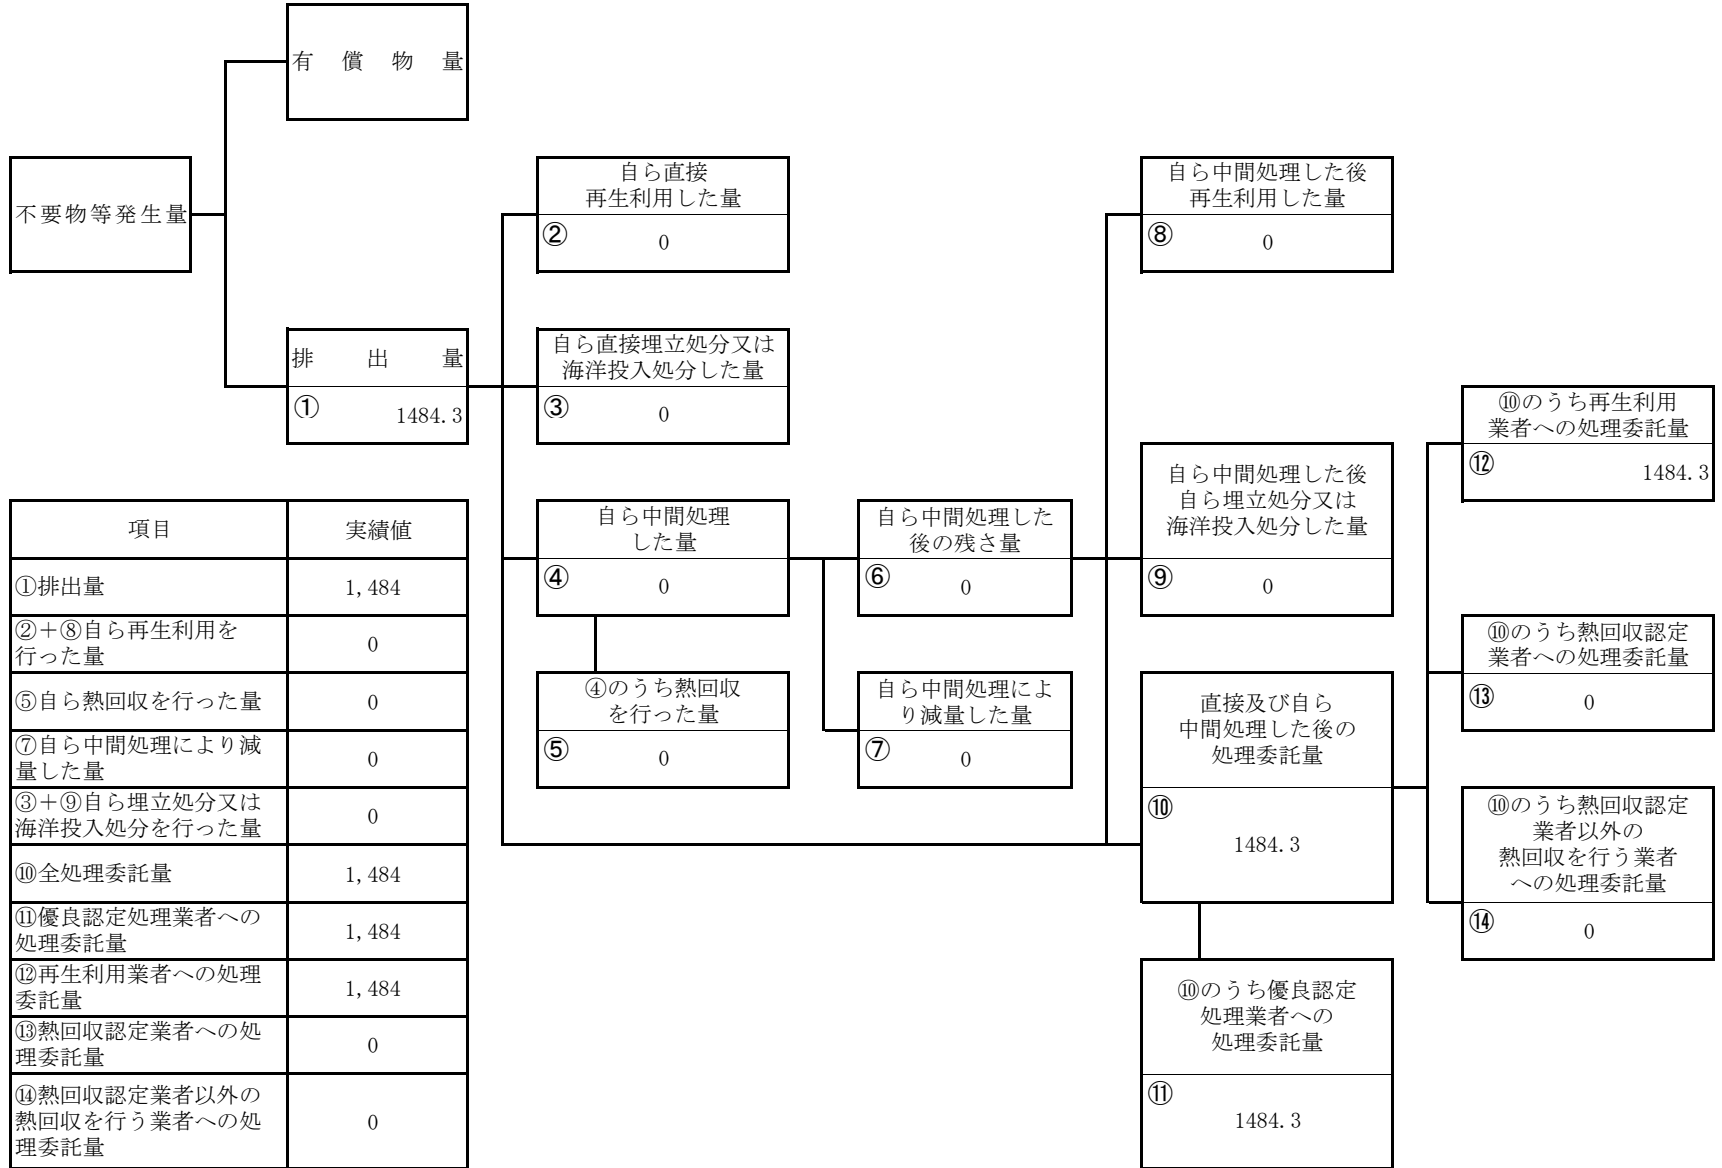 有償物量
不要物等発生量
排出量
① 1484.3
自ら直接
再生利用した量
② 0
自ら直接埋立処分又は
海洋投入処分した量
③ 0
自ら中間処理
した量
④ 0
④のうち熱回収
を行った量
⑤ 0
自ら中間処理した
後の残さ量
⑥ 0
自ら中間処理によ
り減量した量
⑦ 0
自ら中間処理した後
再生利用した量
⑧ 0
自ら中間処理した後
自ら埋立処分又は
海洋投入処分した量
⑨ 0
直接及び自ら
中間処理した後の
処理委託量
⑩
1484.3
⑩のうち優良認定
処理業者への
処理委託量
⑪
1484.3
⑩のうち再生利用
業者への処理委託量
⑫ 1484.3
⑩のうち熱回収認定
業者への処理委託量
⑬ 0
⑩のうち熱回収認定
業者以外の
熱回収を行う業者
への処理委託量
⑭ 0
項目 実績値
①排出量 1,484
②+⑧自ら再生利用を
行った量 0
⑤自ら熱回収を行った量 0
⑦自ら中間処理により減
量した量 0
③+⑨自ら埋立処分又は
海洋投入処分を行った量 0
⑩全処理委託量 1,484
⑪優良認定処理業者への
処理委託量 1,484
⑫再生利用業者への処理
委託量 1,484
⑬熱回収認定業者への処
理委託量 0
⑭熱回収認定業者以外の
熱回収を行う業者への処
理委託量 0